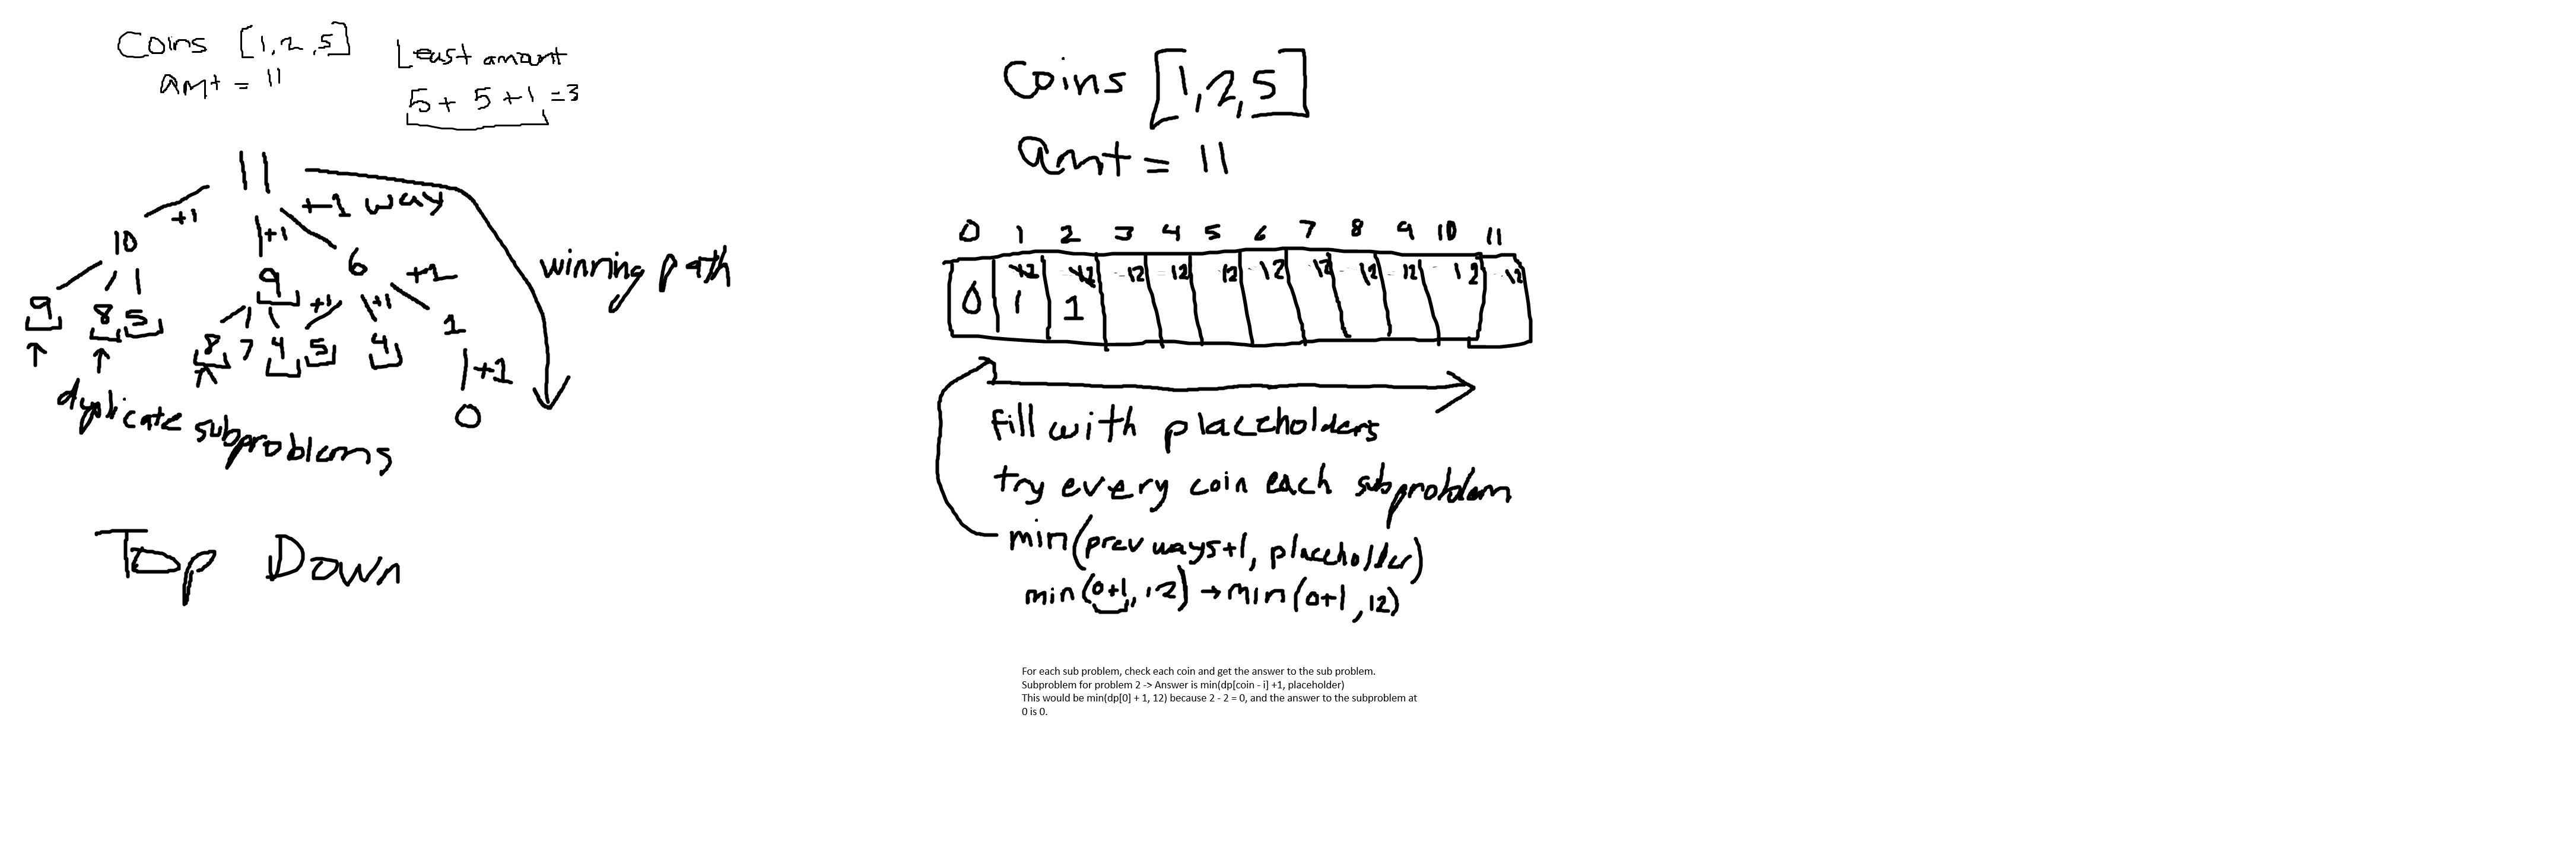 Coins [1,2,5]
amt = 11
Least amount
5 + 5 + 1 = 3
11
+1
+1
+1 way
10
9
6
+1
+1
+1
9
8
5
8
7
4
5
4
1
+1
0
winning path
duplicate subproblems
Top Down
Coins [1,2,5]
amt = 11
0 1 2 3 4 5 6 7 8 9 10 11
12 12 12 12 12 12 12 12 12 12 12
0 1 1
fill with placeholders
try every coin each subproblem
min(prev ways+1, placeholder)
min(0+1, 12) → min(0+1, 12)
For each sub problem, check each coin and get the answer to the sub problem.
Subproblem for problem 2 -> Answer is min(dp[coin - i] +1, placeholder)
This would be min(dp[0] + 1, 12) because 2 - 2 = 0, and the answer to the subproblem at
0 is 0.